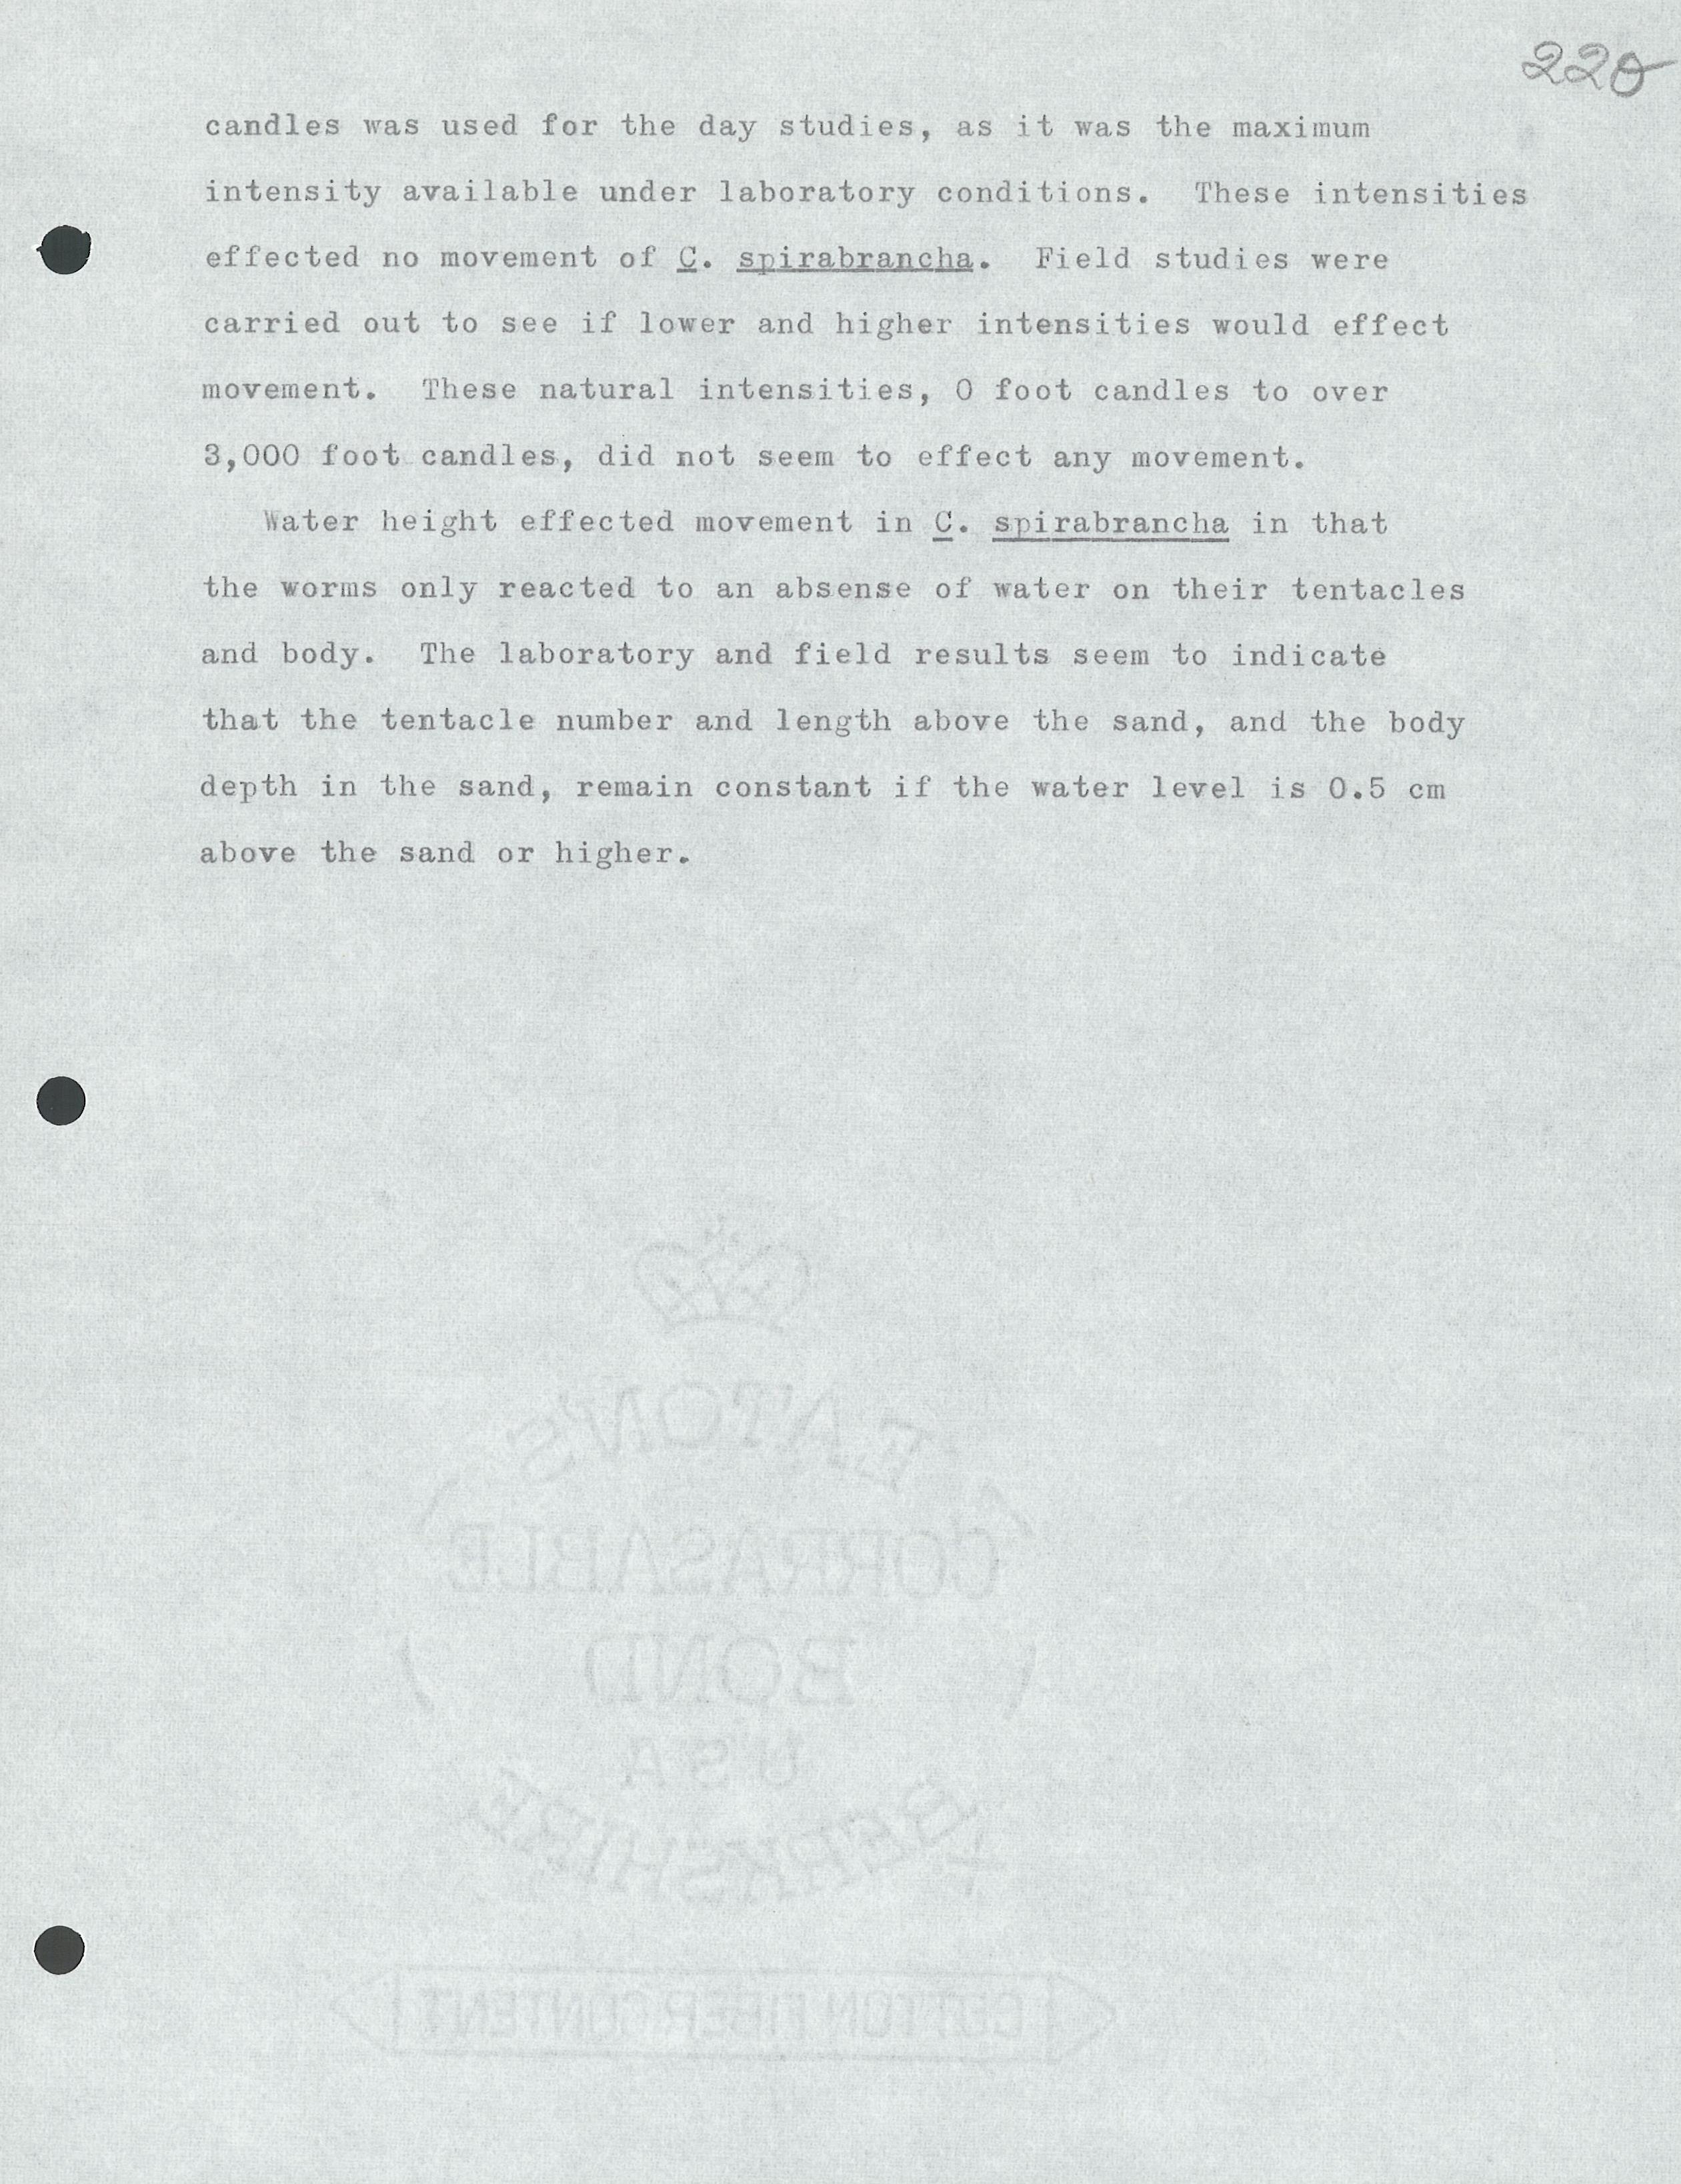 220
candles was used for the day studies, as it was the maximum
intensity available under laboratory conditions.  These intensities
effected no movement of C. spirabrancha.  Field studies were
carried out to see if lower and higher intensities would effect
movement.  These natural intensities, 0 foot candles to over
3,000 foot candles, did not seem to effect any movement.
Water height effected movement in C. spirabrancha in that
the worms only reacted to an absense of water on their tentacles
and body.  The laboratory and field results seem to indicate
that the tentacle number and length above the sand, and the body
depth in the sand, remain constant if the water level is 0.5 cm
above the sand or higher.
EATON'S
CORRASABLE
BOND
USA
BERKSHIRE
COTTON FIBER CONTENT